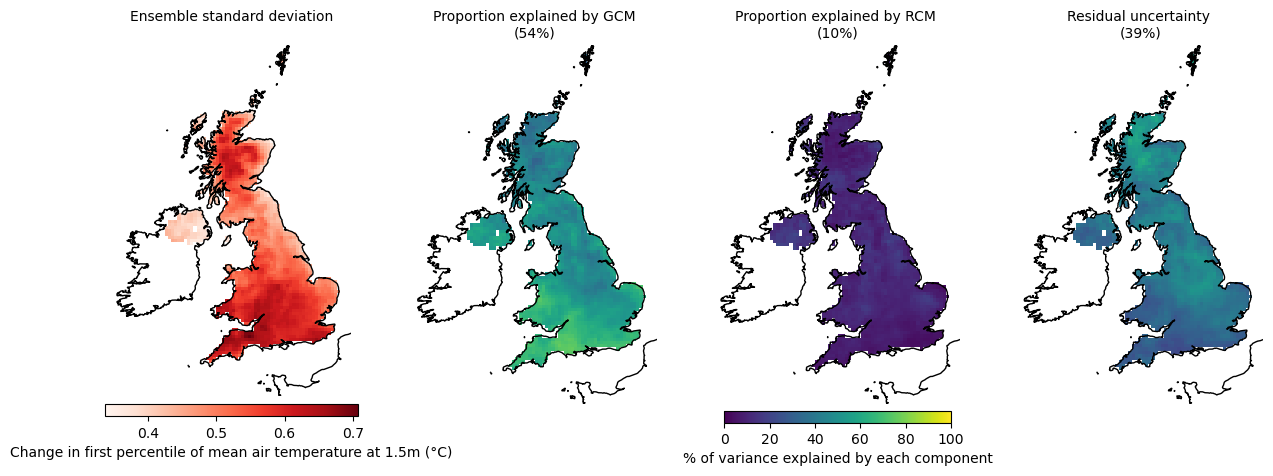 Ensemble standard deviation
Proportion explained by GCM
(54%)
Proportion explained by RCM
(10%)
Residual uncertainty
(39%)
0.4 0.5 0.6 0.7
Change in first percentile of mean air temperature at 1.5m (°C)
0 20 40 60 80 100
% of variance explained by each component